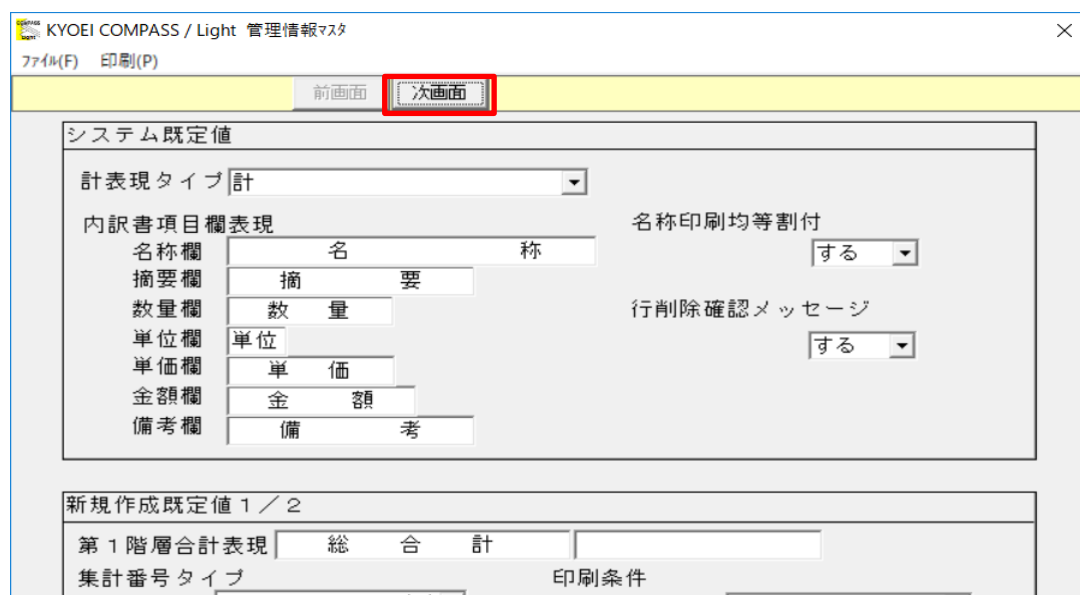 KYOEI COMPASS / Light 管理情報ﾏｽﾀ
ﾌｧｲﾙ(F) 印刷(P)
前画面 次画面
システム既定値
計表現タイプ 計
内訳書項目欄表現 名称印刷均等割付
名称欄 名 称 する
摘要欄 摘 要
数量欄 数 量 行削除確認メッセージ
単位欄 単位 する
単価欄 単 価
金額欄 金 額
備考欄 備 考
新規作成既定値1/2
第1階層合計表現 総 合 計
集計番号タイプ 印刷条件